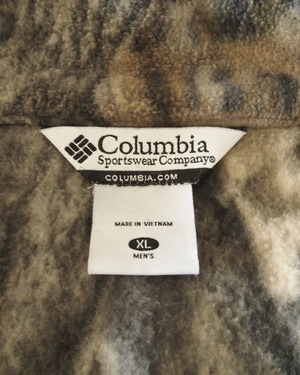 Columbia
Sportswear Company®
COLUMBIA.COM
MADE IN VIETNAM
XL
MEN'S